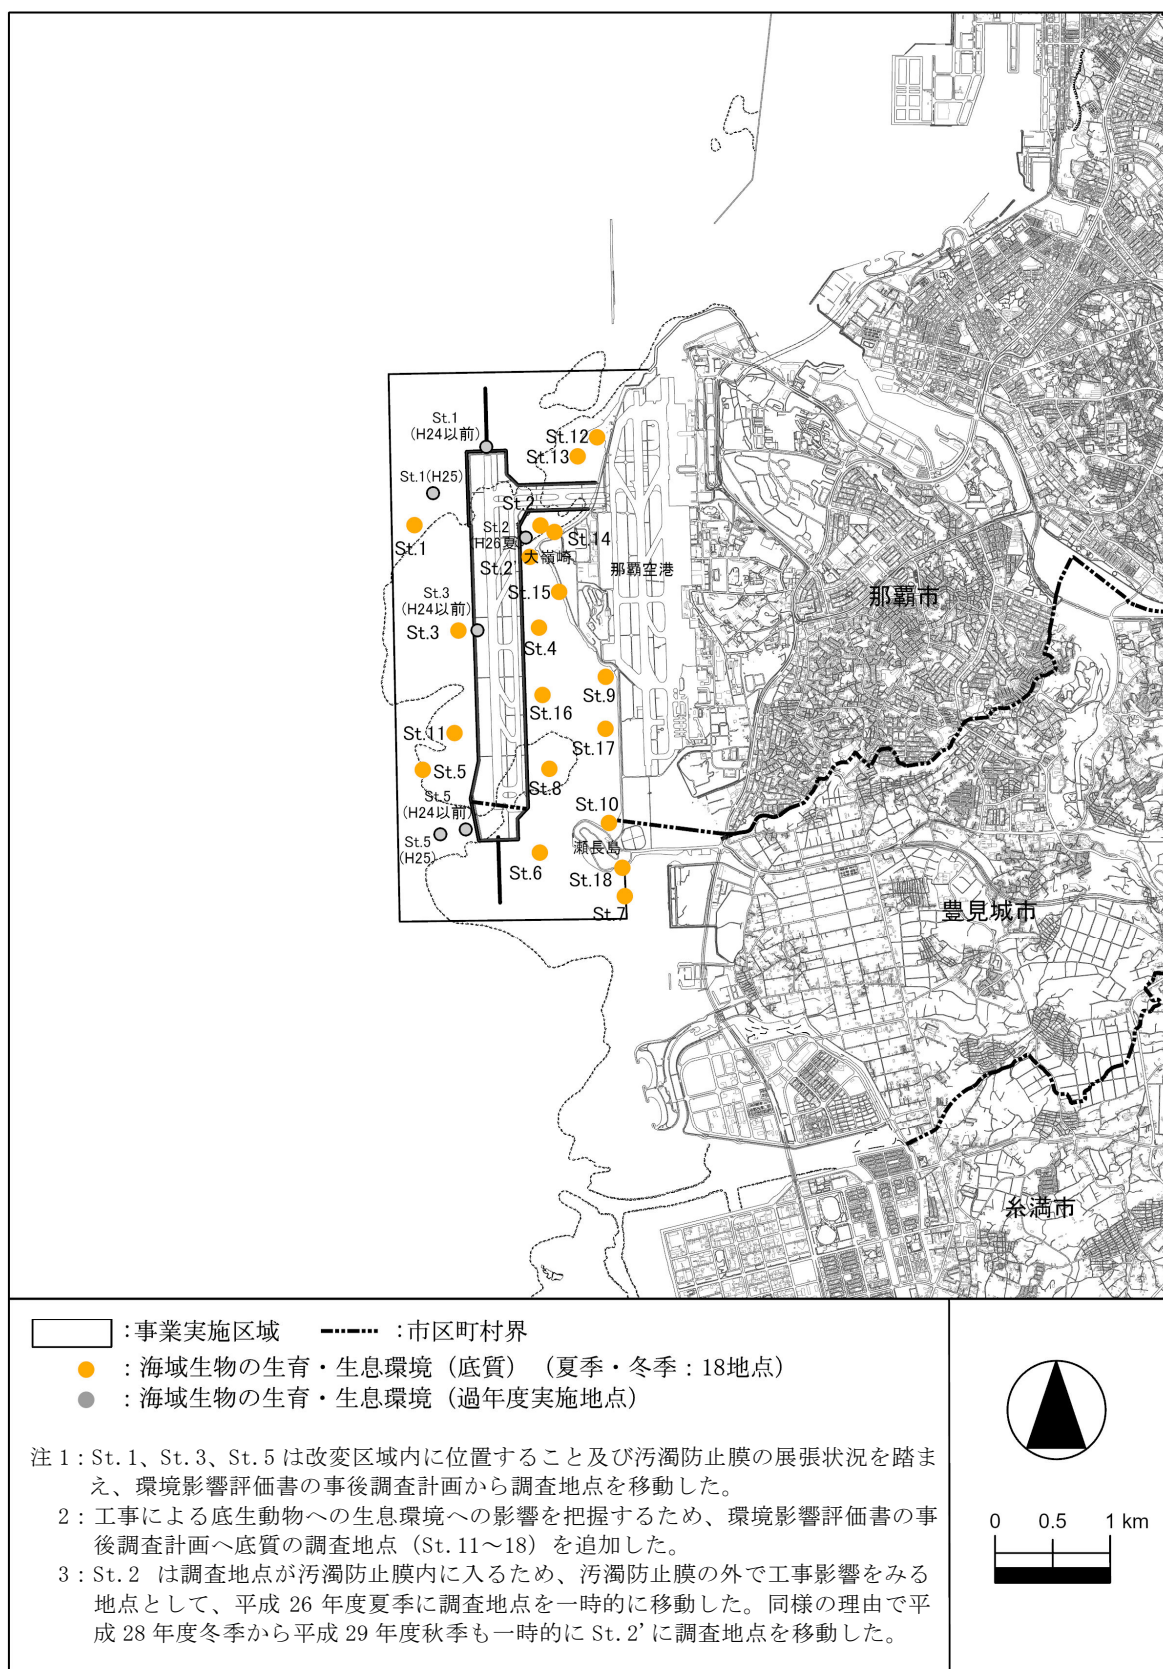 St.1
(H24以前)
St.12
St.13
St.1(H25)
St.2
St.1
St.2
(H26夏)
St.14
大嶺崎
St.2'
那覇空港
St.15
那覇市
St.3
(H24以前)
St.3
St.4
St.9
St.16
St.11
St.17
St.5
St.8
St.5
(H24以前)
St.10
St.5
(H25)
瀬長島
St.6
St.18
St.7
豊見城市
糸満市
:事業実施区域 :市区町村界
:海域生物の生育・生息環境（底質）（夏季・冬季：18地点）
:海域生物の生育・生息環境（過年度実施地点）
注1：St.1、St.3、St.5は改変区域内に位置すること及び汚濁防止膜の展張状況を踏ま
え、環境影響評価書の事後調査計画から調査地点を移動した。
2：工事による底生動物への生息環境への影響を把握するため、環境影響評価書の事
後調査計画へ底質の調査地点（St.11～18）を追加した。
3：St.2 は調査地点が汚濁防止膜内に入るため、汚濁防止膜の外で工事影響をみる
地点として、平成 26 年度夏季に調査地点を一時的に移動した。同様の理由で平
成 28 年度冬季から平成 29 年度秋季も一時的に St.2’に調査地点を移動した。
0 0.5 1 km